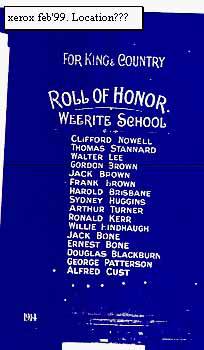 xerox feb'99. Location???
FOR KING & COUNTRY
ROLL OF HONOR.
WEERITE SCHOOL
CLIFFORD NOWELL
THOMAS STANNARD
WALTER LEE
GORDON BROWN
JACK BROWN
FRANK BROWN
HAROLD BRISBANE
SYDNEY HUGGINS
ARTHUR TURNER
RONALD KERR
WILLIE HINDHAUGH
JACK BONE
ERNEST BONE
DOUGLAS BLACKBURN
GEORGE PATTERSON
ALFRED CUST
1914